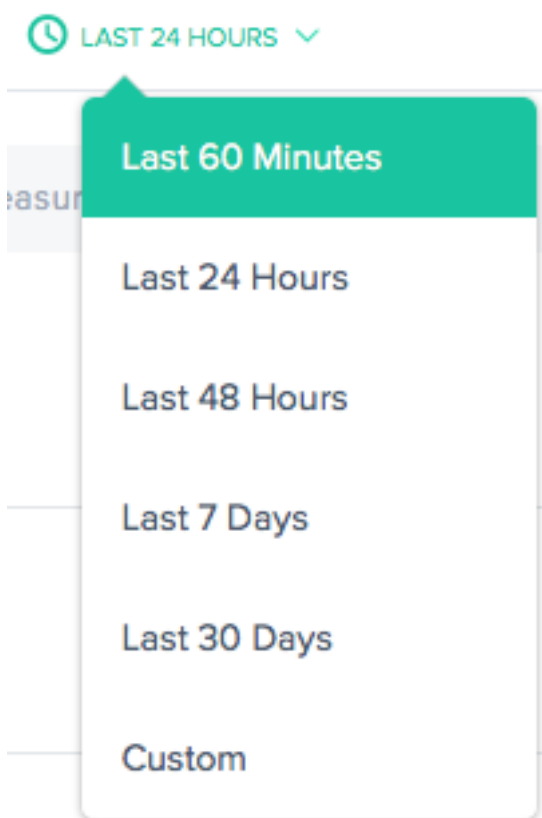 LAST 24 HOURS
Last 60 Minutes
easur
Last 24 Hours
Last 48 Hours
Last 7 Days
Last 30 Days
Custom